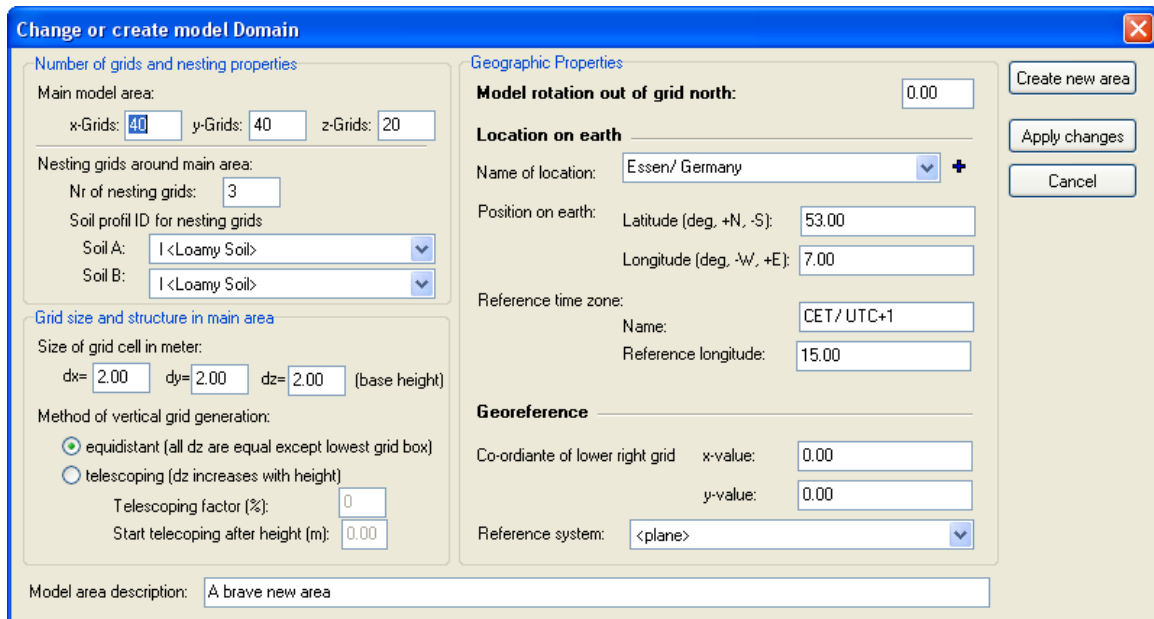 Change or create model Domain
Number of grids and nesting properties
Main model area:
x-Grids: 40 y-Grids: 40 z-Grids: 20
Nesting grids around main area:
Nr of nesting grids: 3
Soil profil ID for nesting grids
Soil A: I <Loamy Soil>
Soil B: I <Loamy Soil>
Grid size and structure in main area
Size of grid cell in meter:
dx= 2.00 dy= 2.00 dz= 2.00 (base height)
Method of vertical grid generation:
equidistant (all dz are equal except lowest grid box)
telescoping (dz increases with height)
Telescoping factor (%): 0
Start telecoping after height (m): 0.00
Geographic Properties
Model rotation out of grid north: 0.00
Location on earth
Name of location: Essen/ Germany
Position on earth: Latitude (deg, +N, -S): 53.00
Longitude (deg, -W, +E): 7.00
Reference time zone:
Name: CET/ UTC+1
Reference longitude: 15.00
Georeference
Co-ordiante of lower right grid x-value: 0.00
y-value: 0.00
Reference system: <plane>
Create new area
Apply changes
Cancel
Model area description: A brave new area